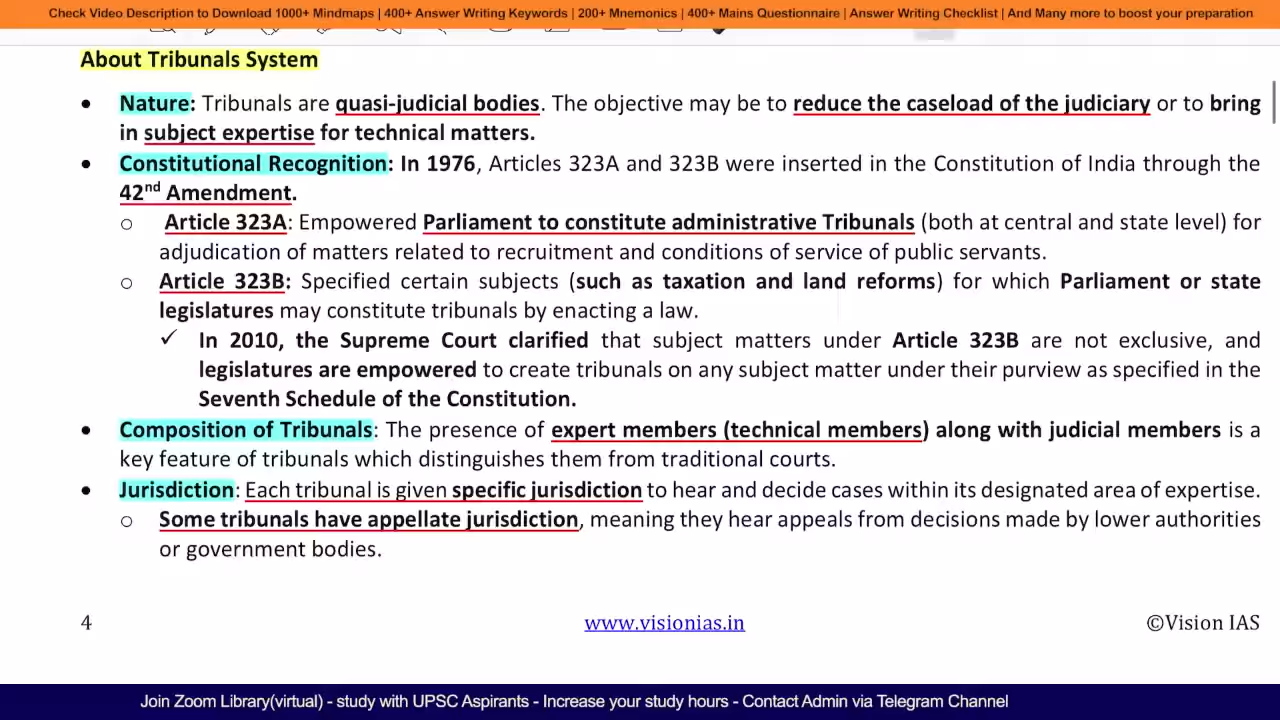 Check Video Description to Download 1000+ Mindmaps | 400+ Answer Writing Keywords | 200+ Mnemonics | 400+ Mains Questionnaire | Answer Writing Checklist | And Many more to boost your preparation
About Tribunals System
• Nature: Tribunals are quasi-judicial bodies. The objective may be to reduce the caseload of the judiciary or to bring
in subject expertise for technical matters.
• Constitutional Recognition: In 1976, Articles 323A and 323B were inserted in the Constitution of India through the
42nd Amendment.
o Article 323A: Empowered Parliament to constitute administrative Tribunals (both at central and state level) for
adjudication of matters related to recruitment and conditions of service of public servants.
o Article 323B: Specified certain subjects (such as taxation and land reforms) for which Parliament or state
legislatures may constitute tribunals by enacting a law.
✓ In 2010, the Supreme Court clarified that subject matters under Article 323B are not exclusive, and
legislatures are empowered to create tribunals on any subject matter under their purview as specified in the
Seventh Schedule of the Constitution.
• Composition of Tribunals: The presence of expert members (technical members) along with judicial members is a
key feature of tribunals which distinguishes them from traditional courts.
• Jurisdiction: Each tribunal is given specific jurisdiction to hear and decide cases within its designated area of expertise.
o Some tribunals have appellate jurisdiction, meaning they hear appeals from decisions made by lower authorities
or government bodies.
4 www.visionias.in ©Vision IAS
Join Zoom Library(virtual) - study with UPSC Aspirants - Increase your study hours - Contact Admin via Telegram Channel